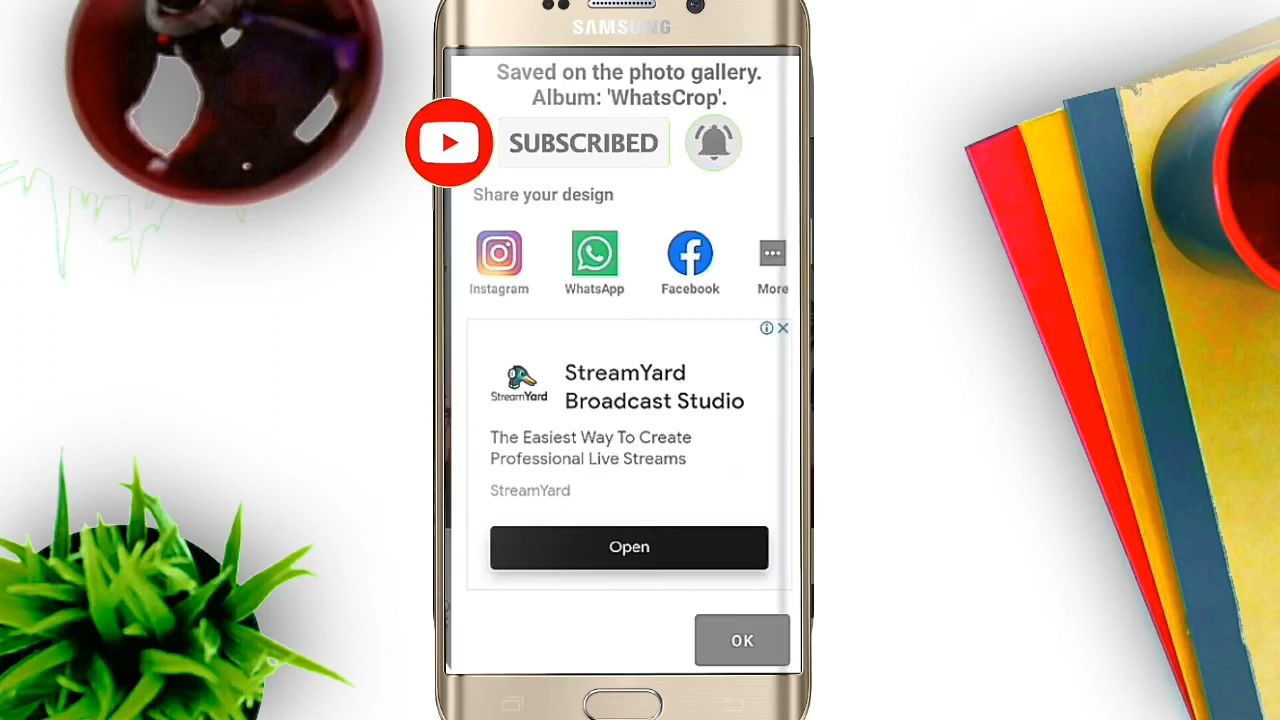 SAMSUNG
Saved on the photo gallery.
Album: 'WhatsCrop'.
SUBSCRIBED
Share your design
Instagram
WhatsApp
Facebook
More
StreamYard
StreamYard
Broadcast Studio
The Easiest Way To Create
Professional Live Streams
StreamYard
Open
OK